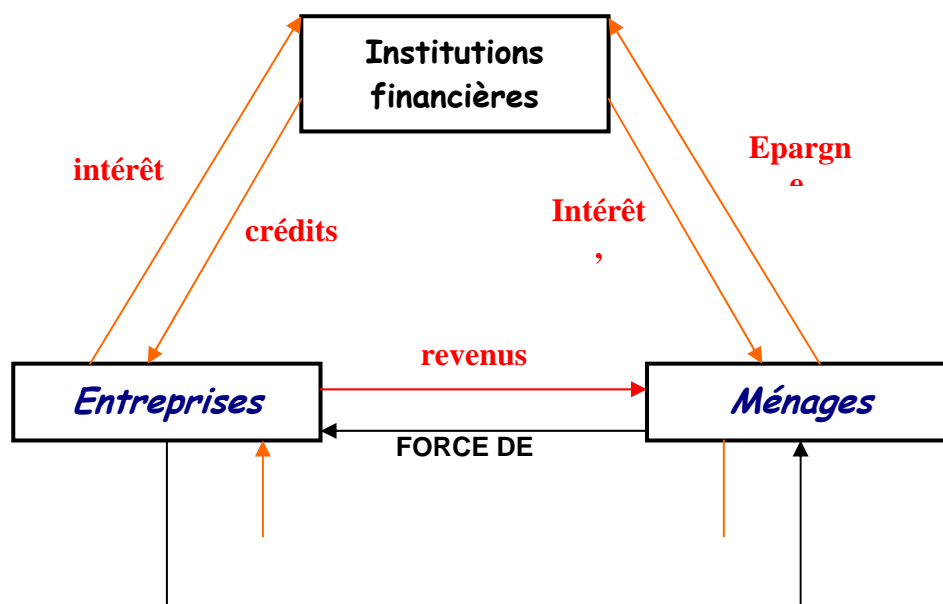 Institutions
financières
intérêt
Epargn
crédits
Intérêt
,
revenus
Entreprises
Ménages
FORCE DE